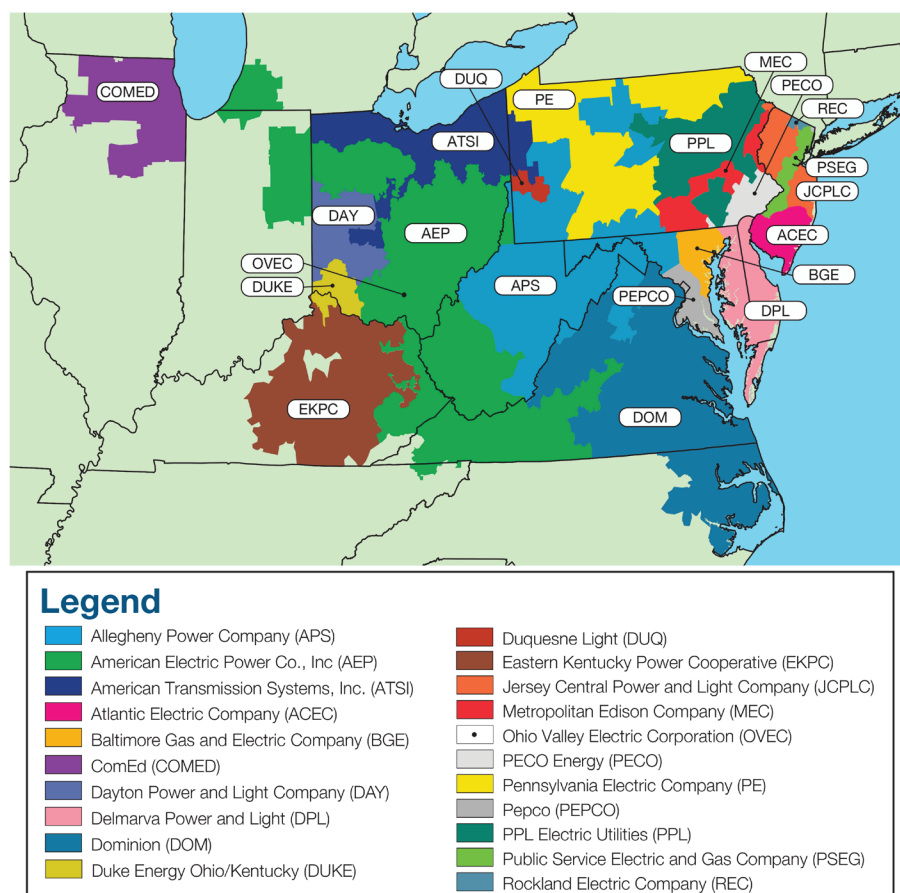 MEC
DUQ
PECO
COMED
PE
REC
ATSI
PPL
PSEG
JCPLC
DAY
AEP
ACEC
OVEC
BGE
DUKE
APS
PEPCO
DPL
EKPC
DOM
Legend
Allegheny Power Company (APS)
American Electric Power Co., Inc (AEP)
American Transmission Systems, Inc. (ATSI)
Atlantic Electric Company (ACEC)
Baltimore Gas and Electric Company (BGE)
ComEd (COMED)
Dayton Power and Light Company (DAY)
Delmarva Power and Light (DPL)
Dominion (DOM)
Duke Energy Ohio/Kentucky (DUKE)
Duquesne Light (DUQ)
Eastern Kentucky Power Cooperative (EKPC)
Jersey Central Power and Light Company (JCPLC)
Metropolitan Edison Company (MEC)
Ohio Valley Electric Corporation (OVEC)
PECO Energy (PECO)
Pennsylvania Electric Company (PE)
Pepco (PEPCO)
PPL Electric Utilities (PPL)
Public Service Electric and Gas Company (PSEG)
Rockland Electric Company (REC)